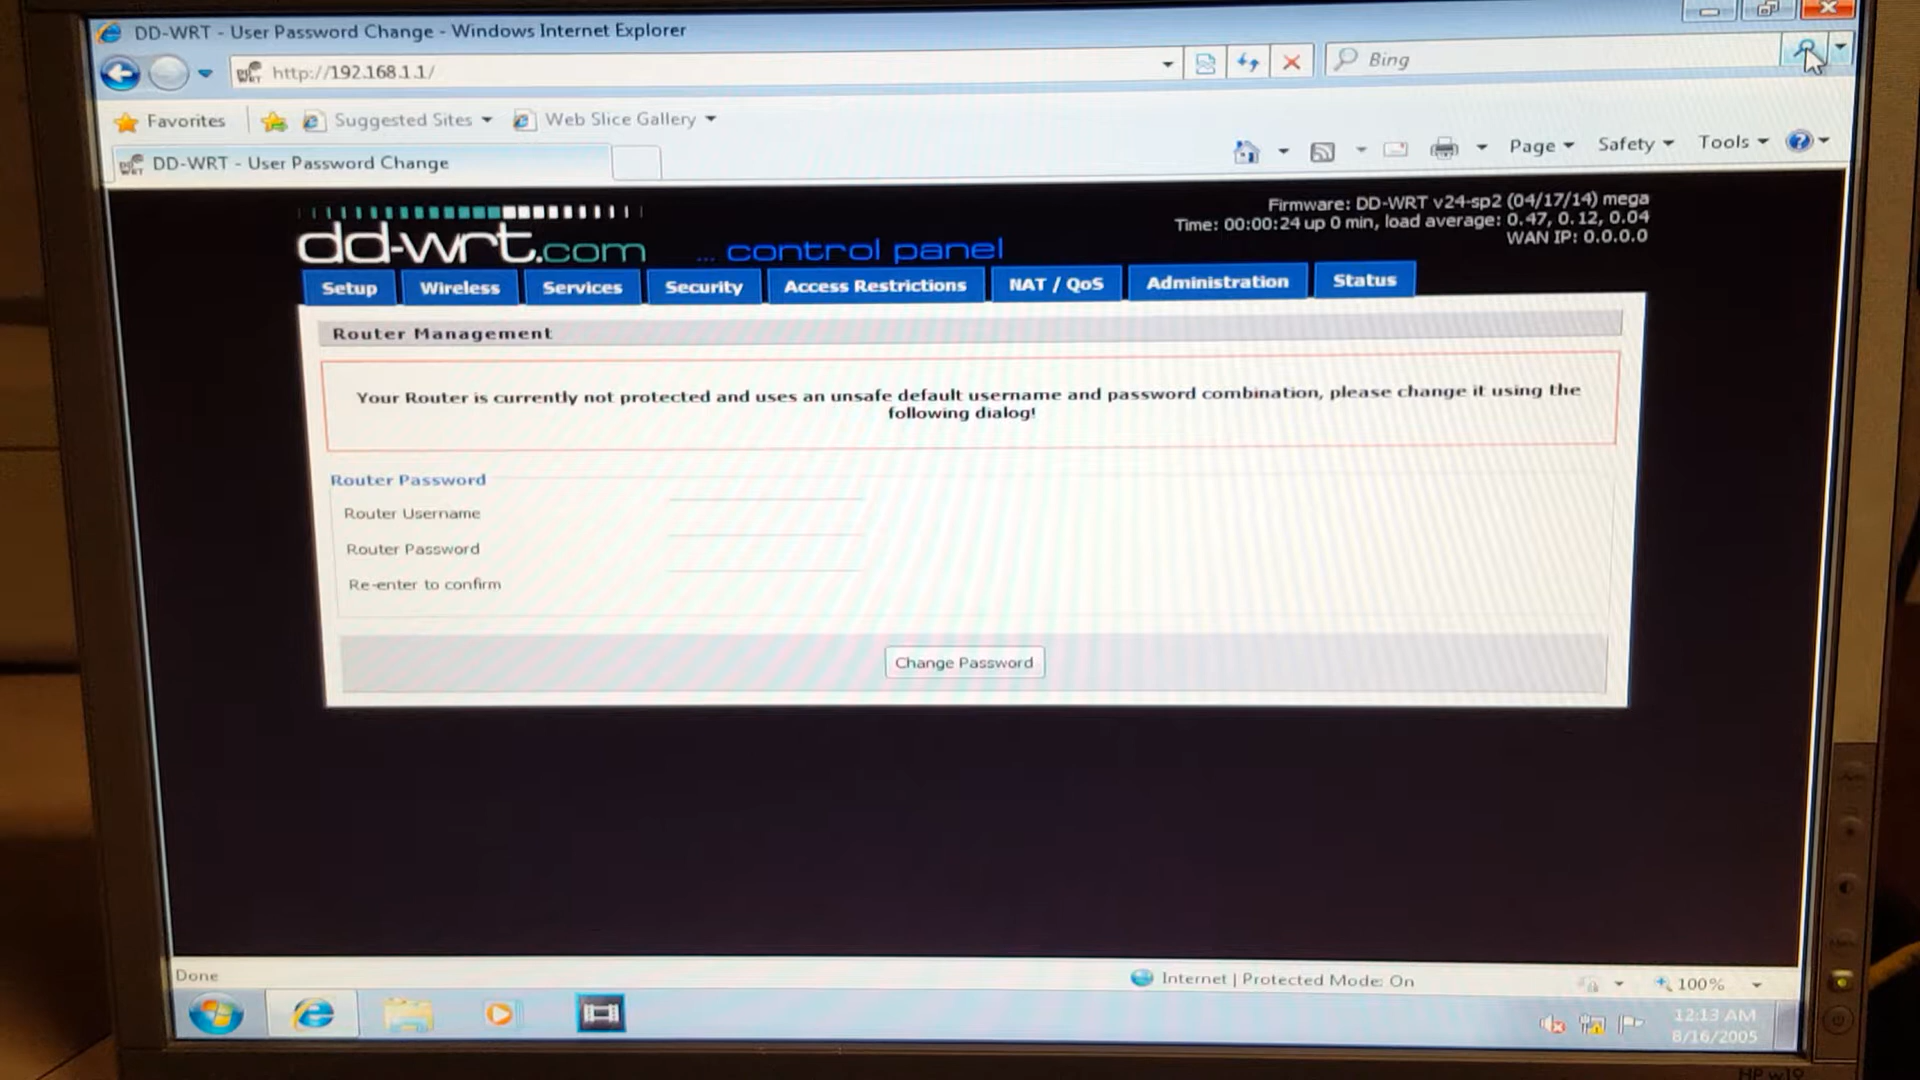 DD-WRT - User Password Change - Windows Internet Explorer
http://192.168.1.1/
Bing
Favorites
Suggested Sites
Web Slice Gallery
DD-WRT - User Password Change
Page
Safety
Tools
Firmware: DD-WRT v24-sp2 (04/17/14) mega
Time: 00:00:24 up 0 min, load average: 0.47, 0.12, 0.04
WAN IP: 0.0.0.0
dd-wrt.com ... control panel
Setup
Wireless
Services
Security
Access Restrictions
NAT / QoS
Administration
Status
Router Management
Your Router is currently not protected and uses an unsafe default username and password combination, please change it using the
following dialog!
Router Password
Router Username
Router Password
Re-enter to confirm
Change Password
Done
Internet | Protected Mode: On
100%
12:13 AM
8/16/2005